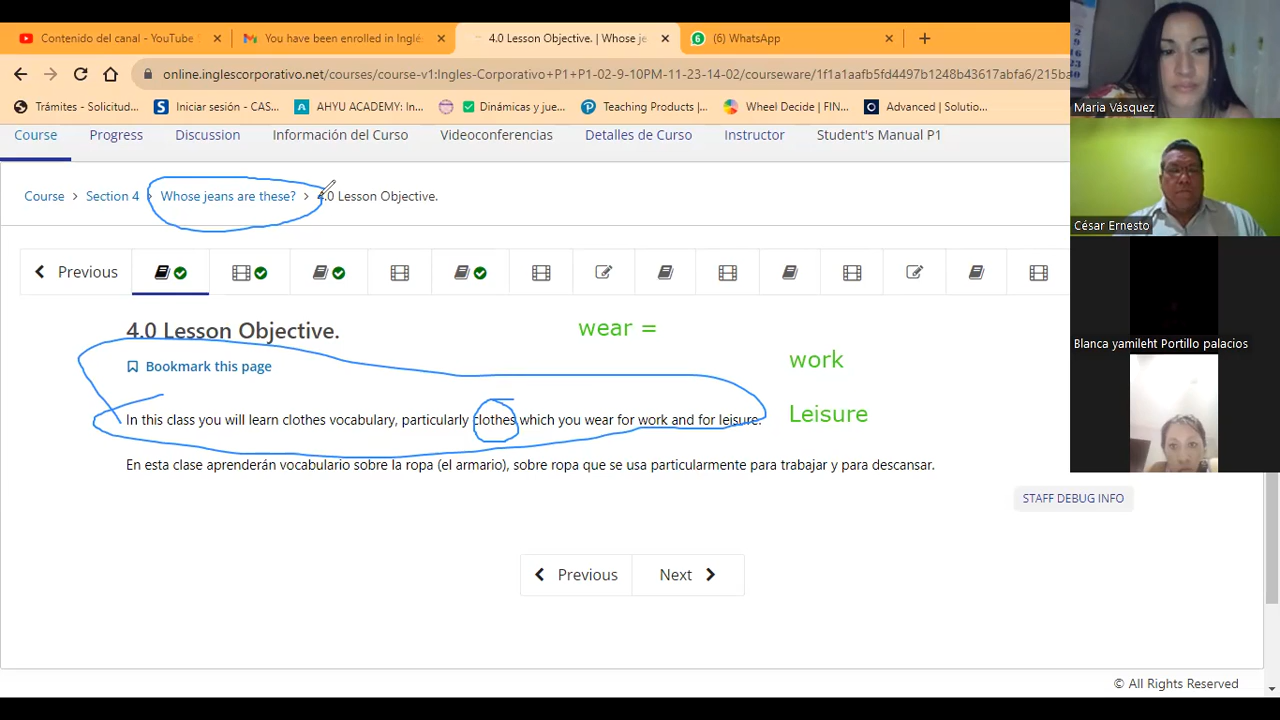 Contenido del canal - YouTube
You have been enrolled in Inglé
4.0 Lesson Objective. | Whose je
6
(6) WhatsApp
online.inglescorporativo.net/courses/course-v1:Ingles-Corporativo+P1+P1-02-9-10PM-11-23-14-02/courseware/1f1a1aafb5fd4497b1248b43617abfa6/215ba
Trámites - Solicitud...
Iniciar sesión - CAS...
AHYU ACADEMY: In...
Dinámicas y jue...
Teaching Products |...
Wheel Decide | FIN...
Advanced | Solutio...
Course Progress Discussion Información del Curso Videoconferencias Detalles de Curso Instructor Student's Manual P1
Course > Section 4 > Whose jeans are these? > 4.0 Lesson Objective.
Previous
4.0 Lesson Objective.
wear =
Bookmark this page
work
In this class you will learn clothes vocabulary, particularly clothes which you wear for work and for leisure.
Leisure
En esta clase aprenderán vocabulario sobre la ropa (el armario), sobre ropa que se usa particularmente para trabajar y para descansar.
STAFF DEBUG INFO
Previous Next
© All Rights Reserved
Maria Vásquez
César Ernesto
Blanca yamileht Portillo palacios